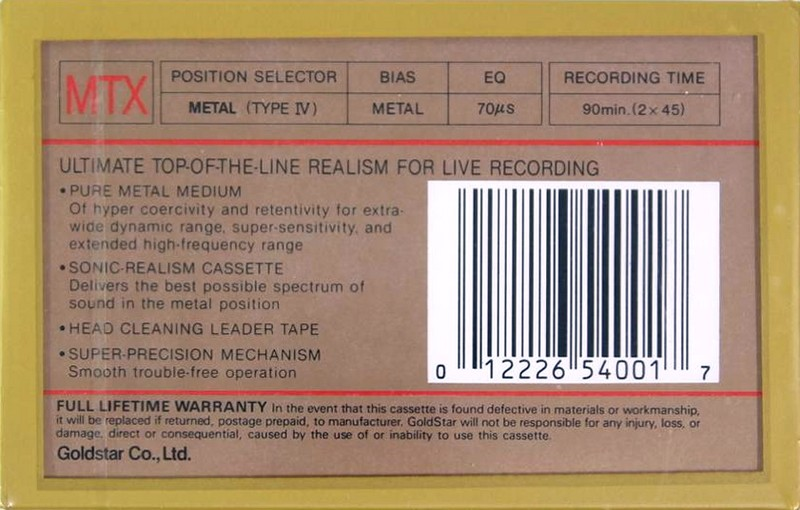 MTX
POSITION SELECTOR BIAS EQ RECORDING TIME
METAL (TYPE IV) METAL 70µs 90min.(2×45)
ULTIMATE TOP-OF-THE-LINE REALISM FOR LIVE RECORDING
• PURE METAL MEDIUM
Of hyper coercivity and retentivity for extra-
wide dynamic range, super-sensitivity, and
extended high-frequency range
• SONIC-REALISM CASSETTE
Delivers the best possible spectrum of
sound in the metal position
• HEAD CLEANING LEADER TAPE
• SUPER-PRECISION MECHANISM
Smooth trouble-free operation
0 12226 54001 7
FULL LIFETIME WARRANTY In the event that this cassette is found defective in materials or workmanship,
it will be replaced if returned, postage prepaid, to manufacturer. GoldStar will not be responsible for any injury, loss, or
damage, direct or consequential, caused by the use of or inability to use this cassette.
Goldstar Co., Ltd.